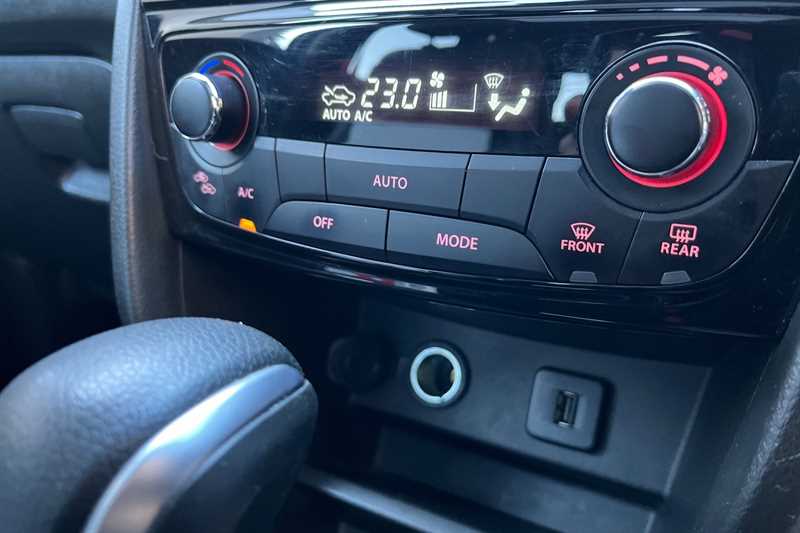 23.0
AUTO A/C
A/C
AUTO
OFF
MODE
FRONT
REAR